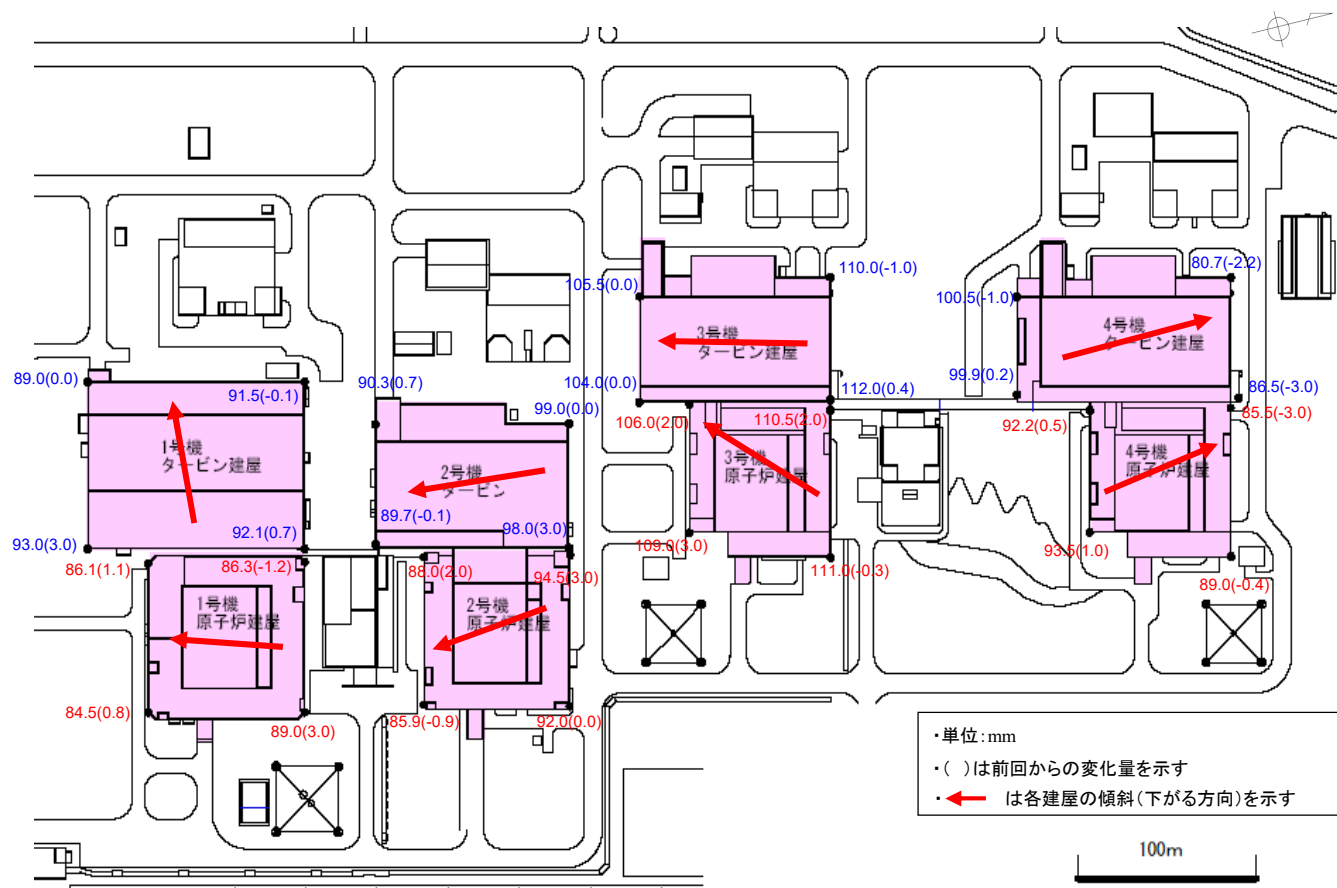 110.0(-1.0)
80.7(-2.2)
105.5(0.0)
100.5(-1.0)
3号機
タービン建屋
4号機
タービン建屋
89.0(0.0)
91.5(-0.1)
90.3(0.7)
104.0(0.0)
99.9(0.2)
112.0(0.4)
86.5(-3.0)
99.0(0.0)
106.0(2.0)
110.5(2.0)
92.2(0.5)
85.5(-3.0)
1号機
タービン建屋
2号機
タービン
3号機
原子炉建屋
4号機
原子炉建屋
89.7(-0.1)
92.1(0.7)
98.0(3.0)
93.0(3.0)
109.0(3.0)
93.5(1.0)
86.1(1.1)
86.3(-1.2)
88.0(2.0)
94.5(3.0)
111.0(-0.3)
89.0(-0.4)
1号機
原子炉建屋
2号機
原子炉建屋
84.5(0.8)
89.0(3.0)
85.9(-0.9)
92.0(0.0)
・単位:mm
・( )は前回からの変化量を示す
・ は各建屋の傾斜(下がる方向)を示す
100m